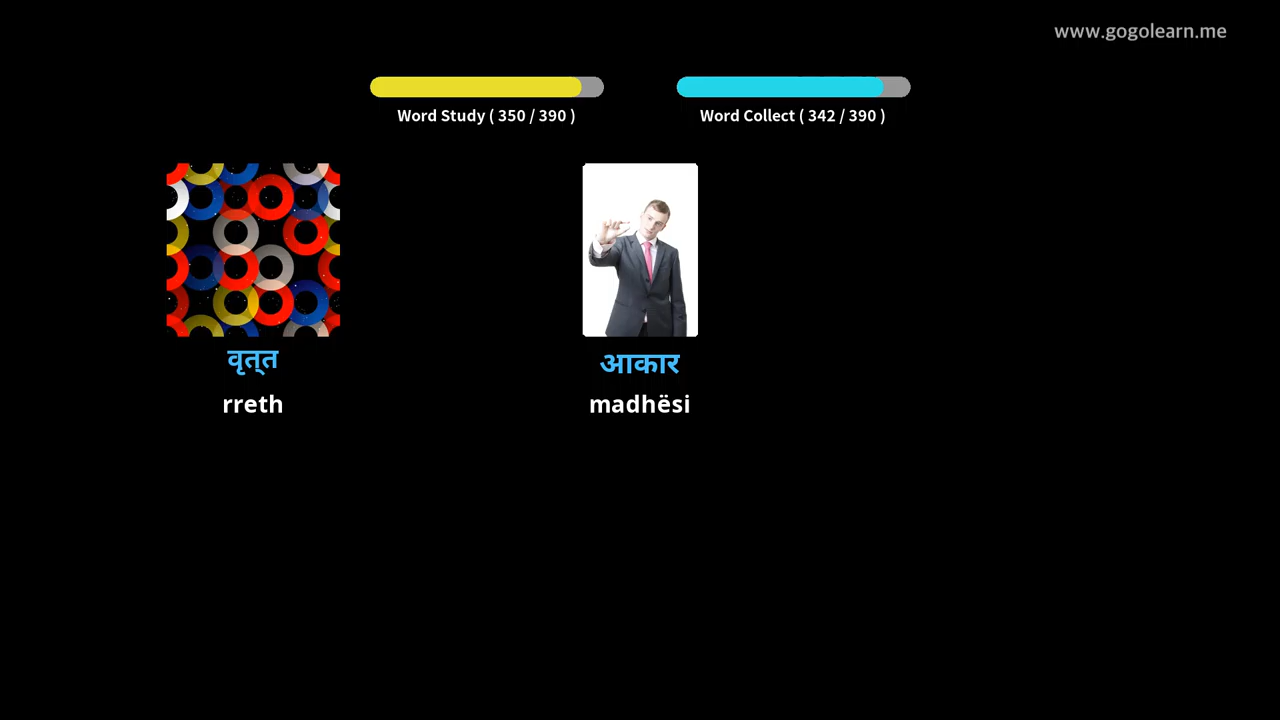 www.gogolearn.me
Word Study ( 350 / 390 )
Word Collect ( 342 / 390 )
वृत्त
आकार
rreth
madhësi